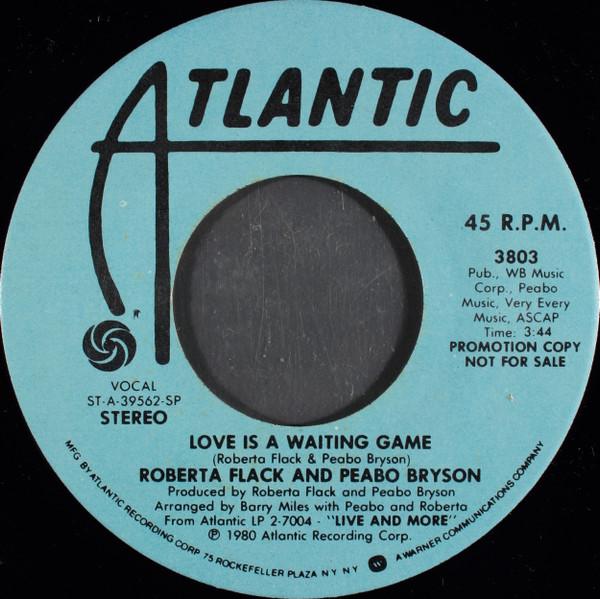 ATLANTIC
45 R.P.M.
3803
Pub., WB Music
Corp., Peabo
Music, Very Every
Music, ASCAP
Time: 3:44
PROMOTION COPY
NOT FOR SALE
VOCAL
ST-A-39562-SP
STEREO
LOVE IS A WAITING GAME
(Roberta Flack & Peabo Bryson)
ROBERTA FLACK AND PEABO BRYSON
Produced by Roberta Flack and Peabo Bryson
Arranged by Barry Miles with Peabo and Roberta
From Atlantic LP 2-7004 - "LIVE AND MORE"
℗ 1980 Atlantic Recording Corp.
MFG BY ATLANTIC RECORDING CORP 75 ROCKEFELLER PLAZA N Y N Y W A WARNER COMMUNICATIONS COMPANY